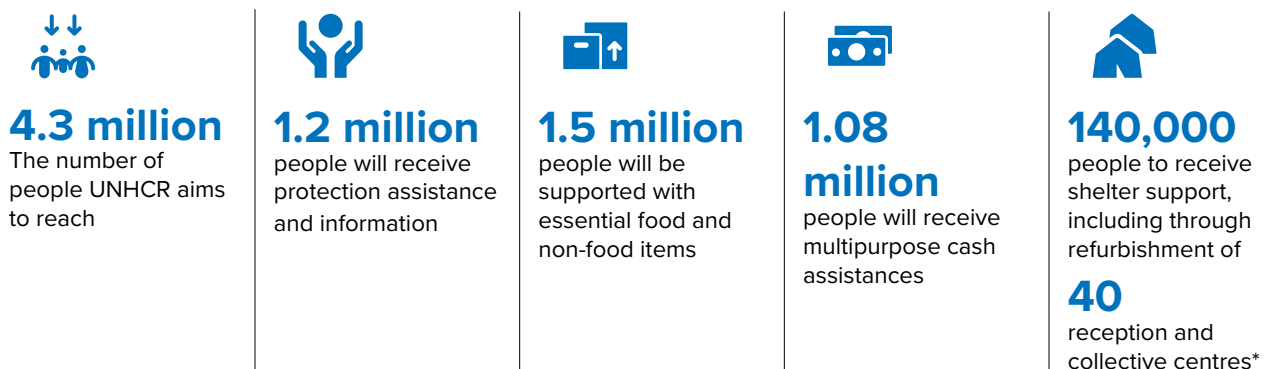 4.3 million
The number of
people UNHCR aims
to reach
1.2 million
people will receive
protection assistance
and information
1.5 million
people will be
supported with
essential food and
non-food items
1.08
million
people will receive
multipurpose cash
assistances
140,000
people to receive
shelter support,
including through
refurbishment of
40
reception and
collective centres*